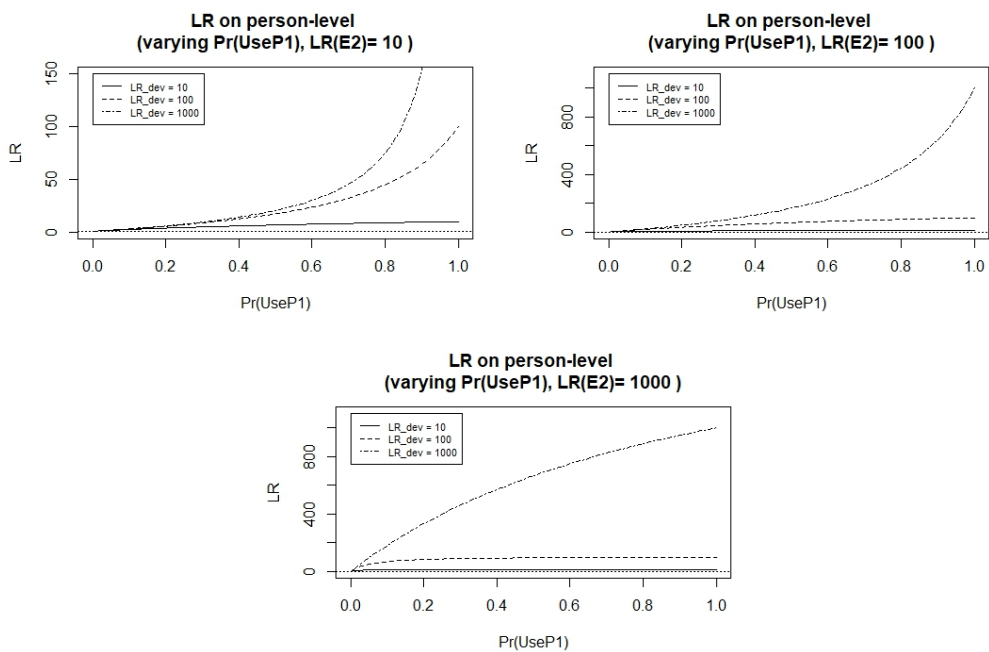 LR on person-level
(varying Pr(UseP1), LR(E2)= 10 )
LR_dev = 10
LR_dev = 100
LR_dev = 1000
LR
0
50
100
150
0.0 0.2 0.4 0.6 0.8 1.0
Pr(UseP1)
LR on person-level
(varying Pr(UseP1), LR(E2)= 100 )
LR_dev = 10
LR_dev = 100
LR_dev = 1000
LR
0
400
800
0.0 0.2 0.4 0.6 0.8 1.0
Pr(UseP1)
LR on person-level
(varying Pr(UseP1), LR(E2)= 1000 )
LR_dev = 10
LR_dev = 100
LR_dev = 1000
LR
0
400
800
0.0 0.2 0.4 0.6 0.8 1.0
Pr(UseP1)